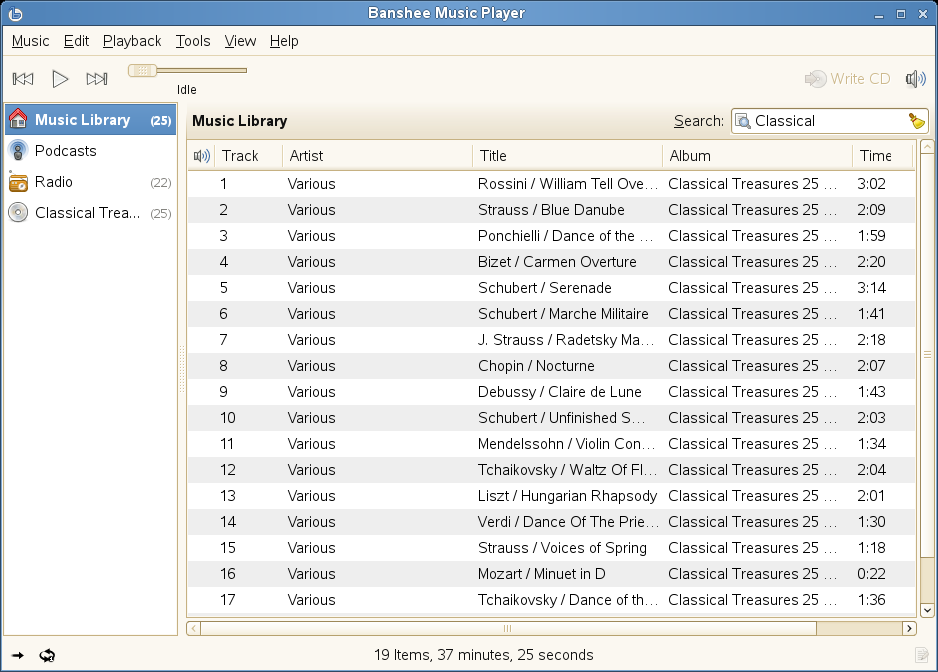 Banshee Music Player
Music Edit Playback Tools View Help
Idle
Write CD
Music Library (25)
Podcasts
Radio (22)
Classical Trea... (25)
Music Library
Search: Classical
Track Artist Title Album Time
1 Various Rossini / William Tell Ove... Classical Treasures 25 ... 3:02
2 Various Strauss / Blue Danube Classical Treasures 25 ... 2:09
3 Various Ponchielli / Dance of the ... Classical Treasures 25 ... 1:59
4 Various Bizet / Carmen Overture Classical Treasures 25 ... 2:20
5 Various Schubert / Serenade Classical Treasures 25 ... 3:14
6 Various Schubert / Marche Militaire Classical Treasures 25 ... 1:41
7 Various J. Strauss / Radetsky Ma... Classical Treasures 25 ... 2:18
8 Various Chopin / Nocturne Classical Treasures 25 ... 2:07
9 Various Debussy / Claire de Lune Classical Treasures 25 ... 1:43
10 Various Schubert / Unfinished S... Classical Treasures 25 ... 2:03
11 Various Mendelssohn / Violin Con... Classical Treasures 25 ... 1:34
12 Various Tchaikovsky / Waltz Of Fl... Classical Treasures 25 ... 2:04
13 Various Liszt / Hungarian Rhapsody Classical Treasures 25 ... 2:01
14 Various Verdi / Dance Of The Prie... Classical Treasures 25 ... 1:30
15 Various Strauss / Voices of Spring Classical Treasures 25 ... 1:18
16 Various Mozart / Minuet in D Classical Treasures 25 ... 0:22
17 Various Tchaikovsky / Dance of th... Classical Treasures 25 ... 1:36
19 Items, 37 minutes, 25 seconds